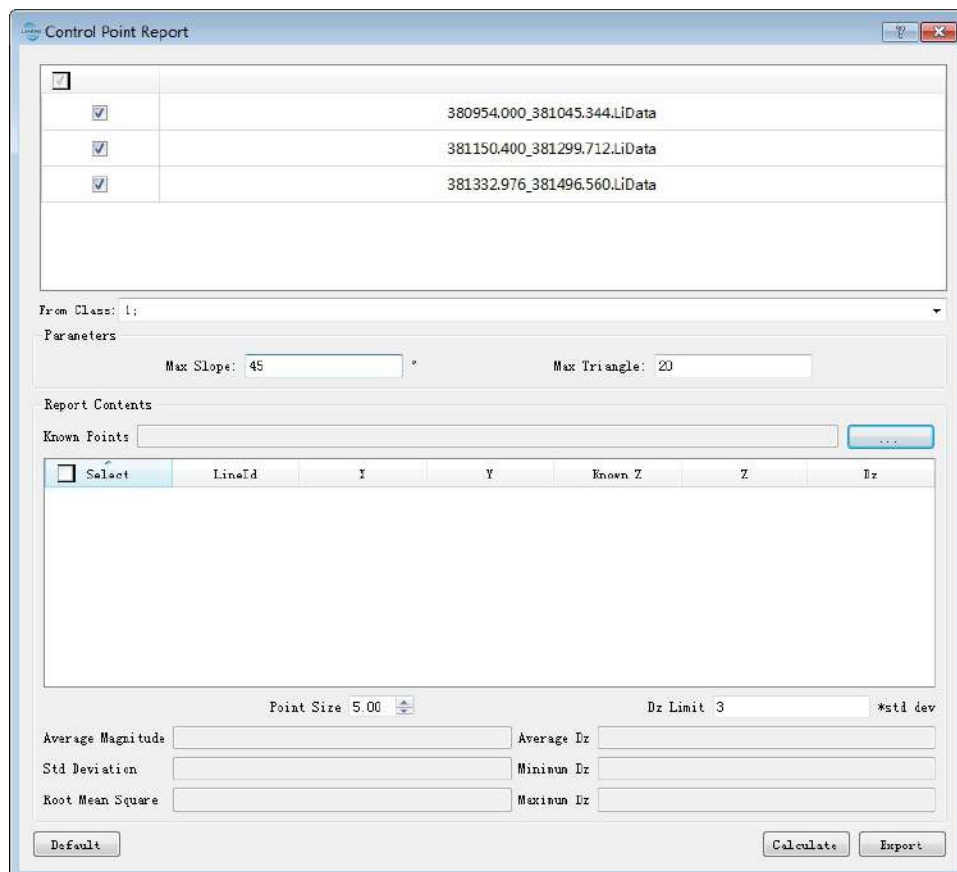 Control Point Report
380954.000_381045.344.LiData
381150.400_381299.712.LiData
381332.976_381496.560.LiData
From Class: 1;
Parameters
Max Slope: 45 ° Max Triangle: 20
Report Contents
Known Points ...
Select LineId X Y Known Z Z Dz
Point Size 5.00 Dz Limit 3 *std dev
Average Magnitude Average Dz
Std Deviation Minimum Dz
Root Mean Square Maximum Dz
Default Calculate Export